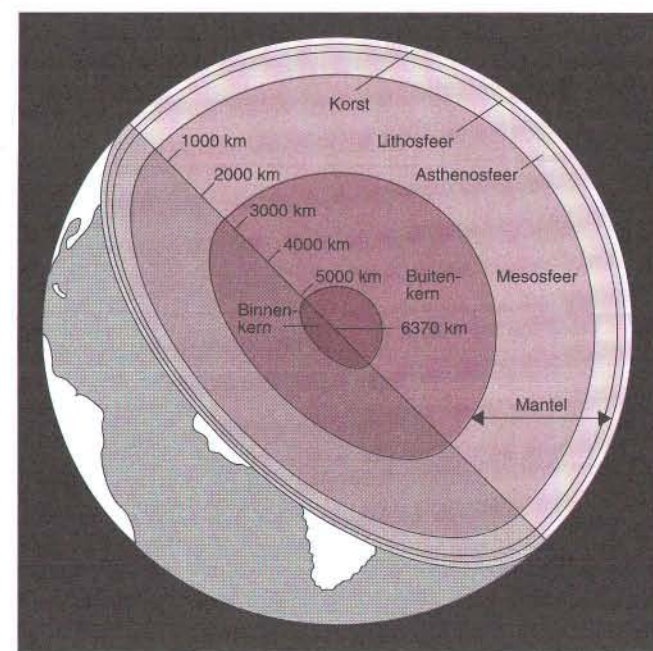 Korst
Lithosfeer
1000 km
Asthenosfeer
2000 km
3000 km
4000 km
5000 km
Buiten-
kern
Mesosfeer
Binnen-
kern
6370 km
Mantel